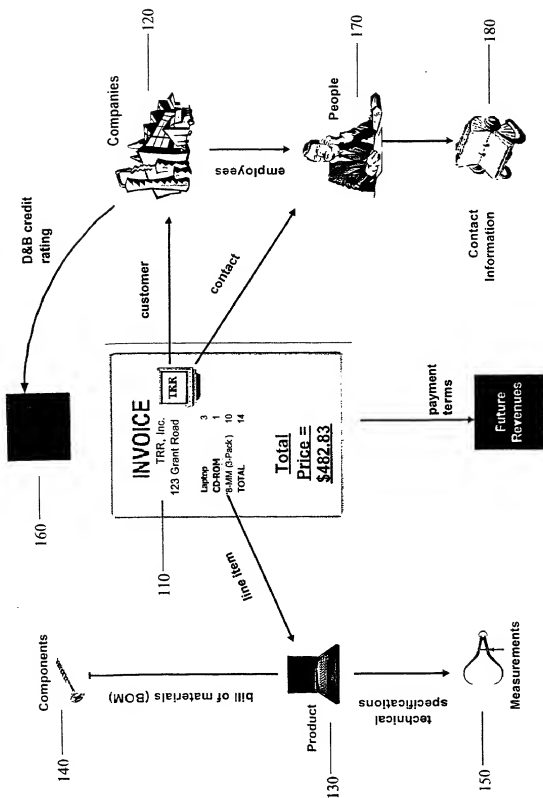 Components
140
160
D&B credit
rating
Companies
120
bill of materials (BOM)
110
INVOICE
TRR, Inc.
123 Grant Road
TRR
Laptop 3
CD-ROM 1
8-MM (3-Pack) 10
TOTAL 14
Total
Price =
$482.83
customer
contact
employees
line item
Product
130
People
170
technical
specifications
payment
terms
150
Measurements
Future
Revenues
Contact
Information
180